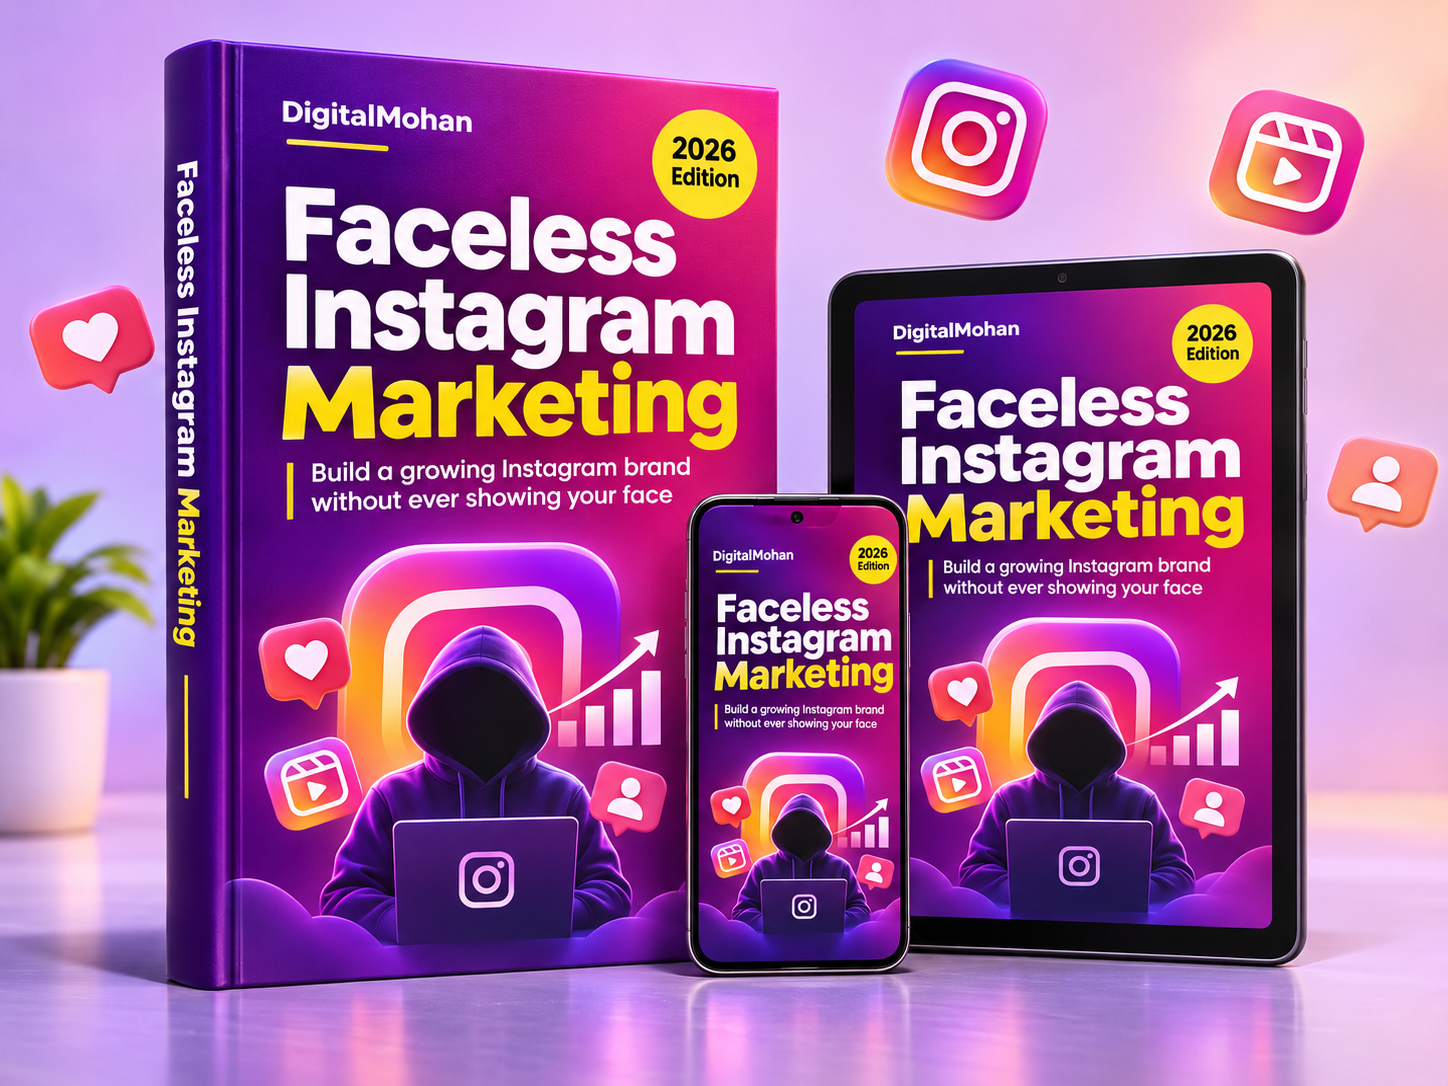 Faceless Instagram Marketing
DigitalMohan
2026
Edition
Faceless
Instagram
Marketing
Build a growing Instagram brand
without ever showing your face
DigitalMohan
2026
Edition
Faceless
Instagram
Marketing
Build a growing Instagram brand
without ever showing your face
DigitalMohan
2026
Edition
Faceless
Instagram
Marketing
Build a growing Instagram brand
without ever showing your face